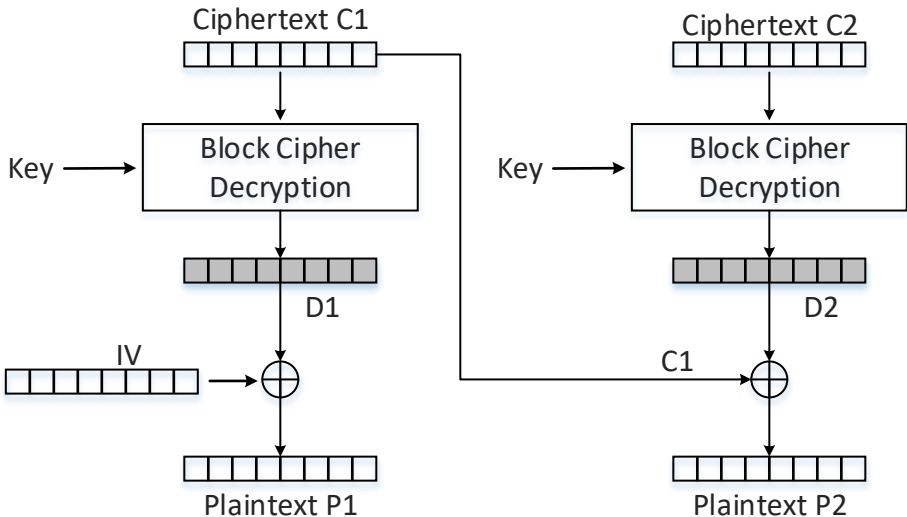 Ciphertext C1
Ciphertext C2
Key
Block Cipher
Decryption
Key
Block Cipher
Decryption
D1
D2
IV
C1
Plaintext P1
Plaintext P2